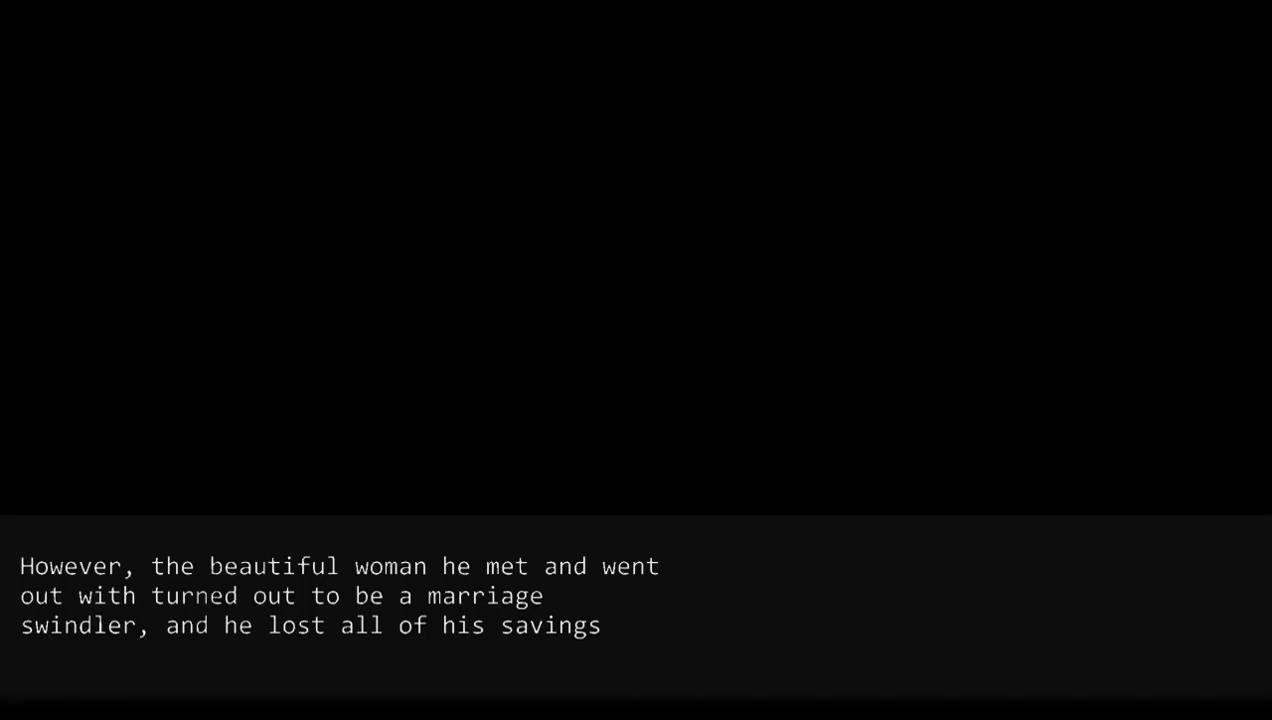 However, the beautiful woman he met and went
out with turned out to be a marriage
swindler, and he lost all of his savings